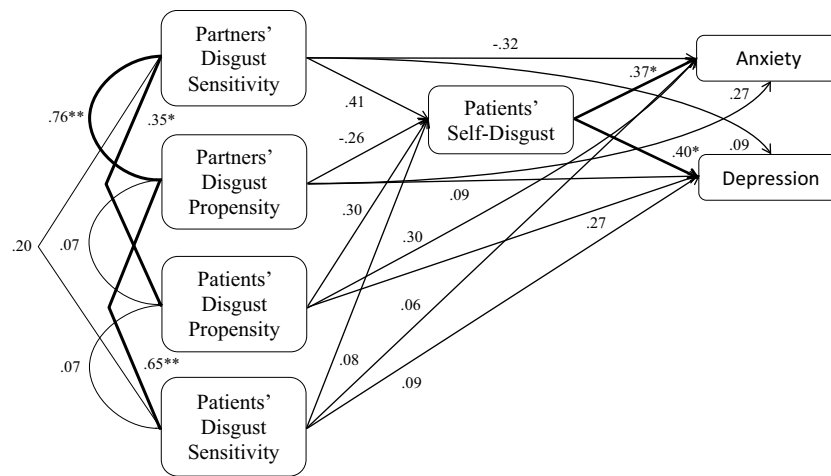 Partners’
Disgust
Sensitivity
-.32
Anxiety
.37*
.27
.41
Patients’
Self-Disgust
.76**
.35*
-.26
.40*
.09
Partners’
Disgust
Propensity
.09
Depression
.30
.27
.20
.07
.30
Patients’
Disgust
Propensity
.06
.07
.65**
.08
.09
Patients’
Disgust
Sensitivity